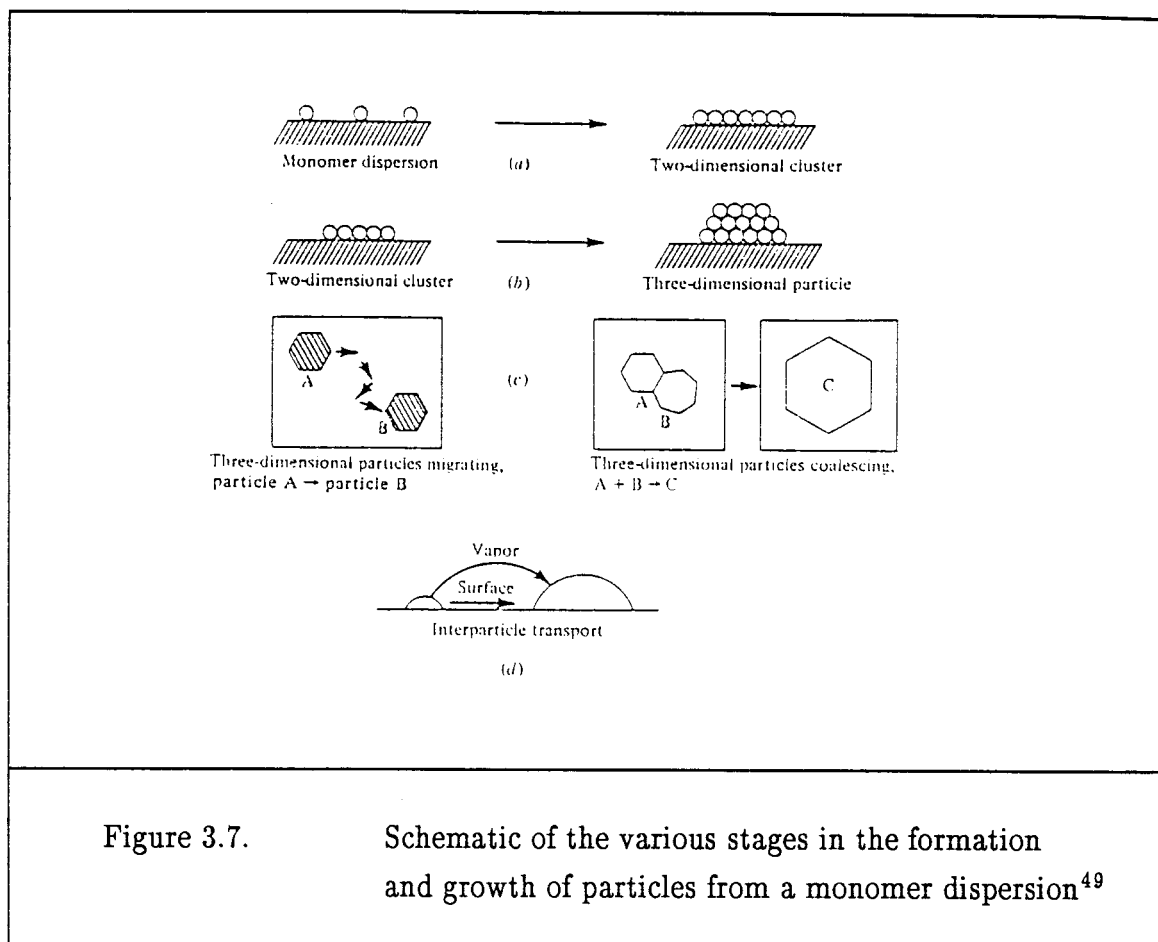 Monomer dispersion
(a)
Two-dimensional cluster
Two-dimensional cluster
(b)
Three-dimensional particle
A
B
(c)
A
B
C
Three-dimensional particles migrating,
particle A → particle B
Three-dimensional particles coalescing,
A + B → C
Vapor
Surface
Interparticle transport
(d)
Figure 3.7. Schematic of the various stages in the formation
and growth of particles from a monomer dispersion⁴⁹